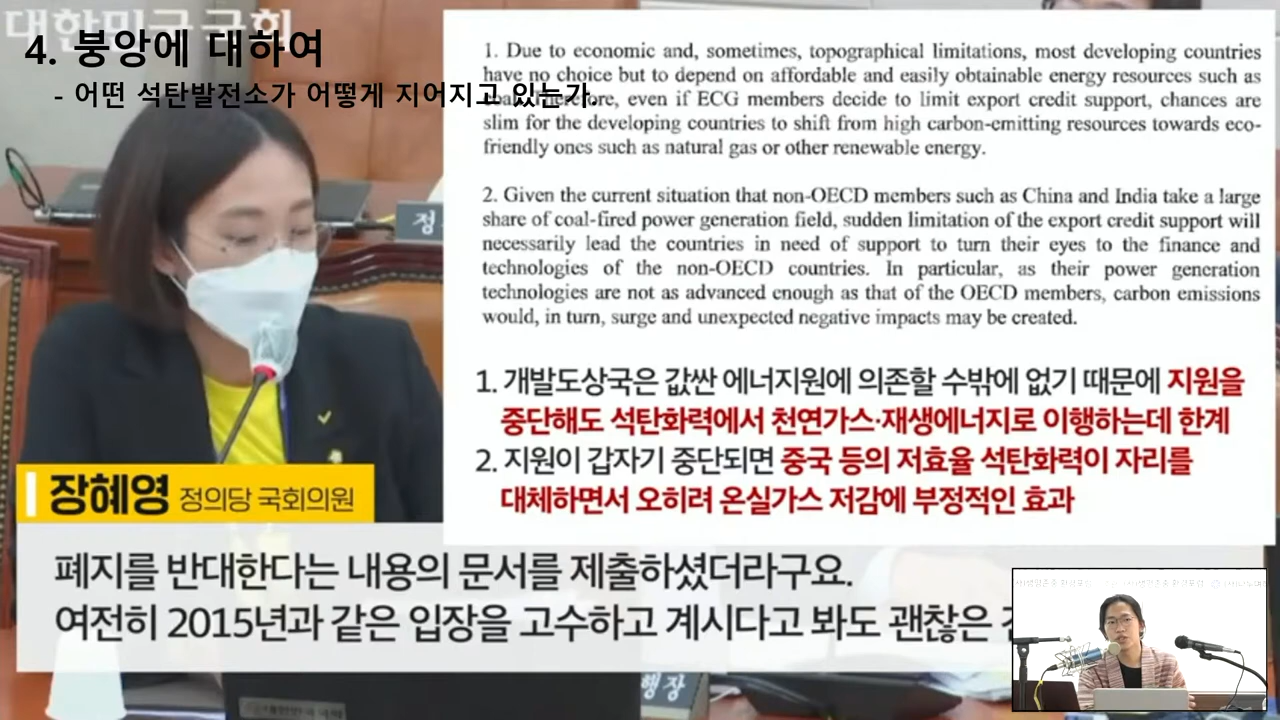 대한민국 국회
4. 붕앙에 대하여
- 어떤 석탄발전소가 어떻게 지어지고 있는가.
1. Due to economic and, sometimes, topographical limitations, most developing countries
have no choice but to depend on affordable and easily obtainable energy resources such as
coal. Therefore, even if ECG members decide to limit export credit support, chances are
slim for the developing countries to shift from high carbon-emitting resources towards eco-
friendly ones such as natural gas or other renewable energy.
2. Given the current situation that non-OECD members such as China and India take a large
share of coal-fired power generation field, sudden limitation of the export credit support will
necessarily lead the countries in need of support to turn their eyes to the finance and
technologies of the non-OECD countries. In particular, as their power generation
technologies are not as advanced enough as that of the OECD members, carbon emissions
would, in turn, surge and unexpected negative impacts may be created.
1. 개발도상국은 값싼 에너지원에 의존할 수밖에 없기 때문에 지원을
중단해도 석탄화력에서 천연가스·재생에너지로 이행하는데 한계
2. 지원이 갑자기 중단되면 중국 등의 저효율 석탄화력이 자리를
대체하면서 오히려 온실가스 저감에 부정적인 효과
정
장혜영 정의당 국회의원
폐지를 반대한다는 내용의 문서를 제출하셨더라구요.
여전히 2015년과 같은 입장을 고수하고 계시다고 봐도 괜찮은
행장